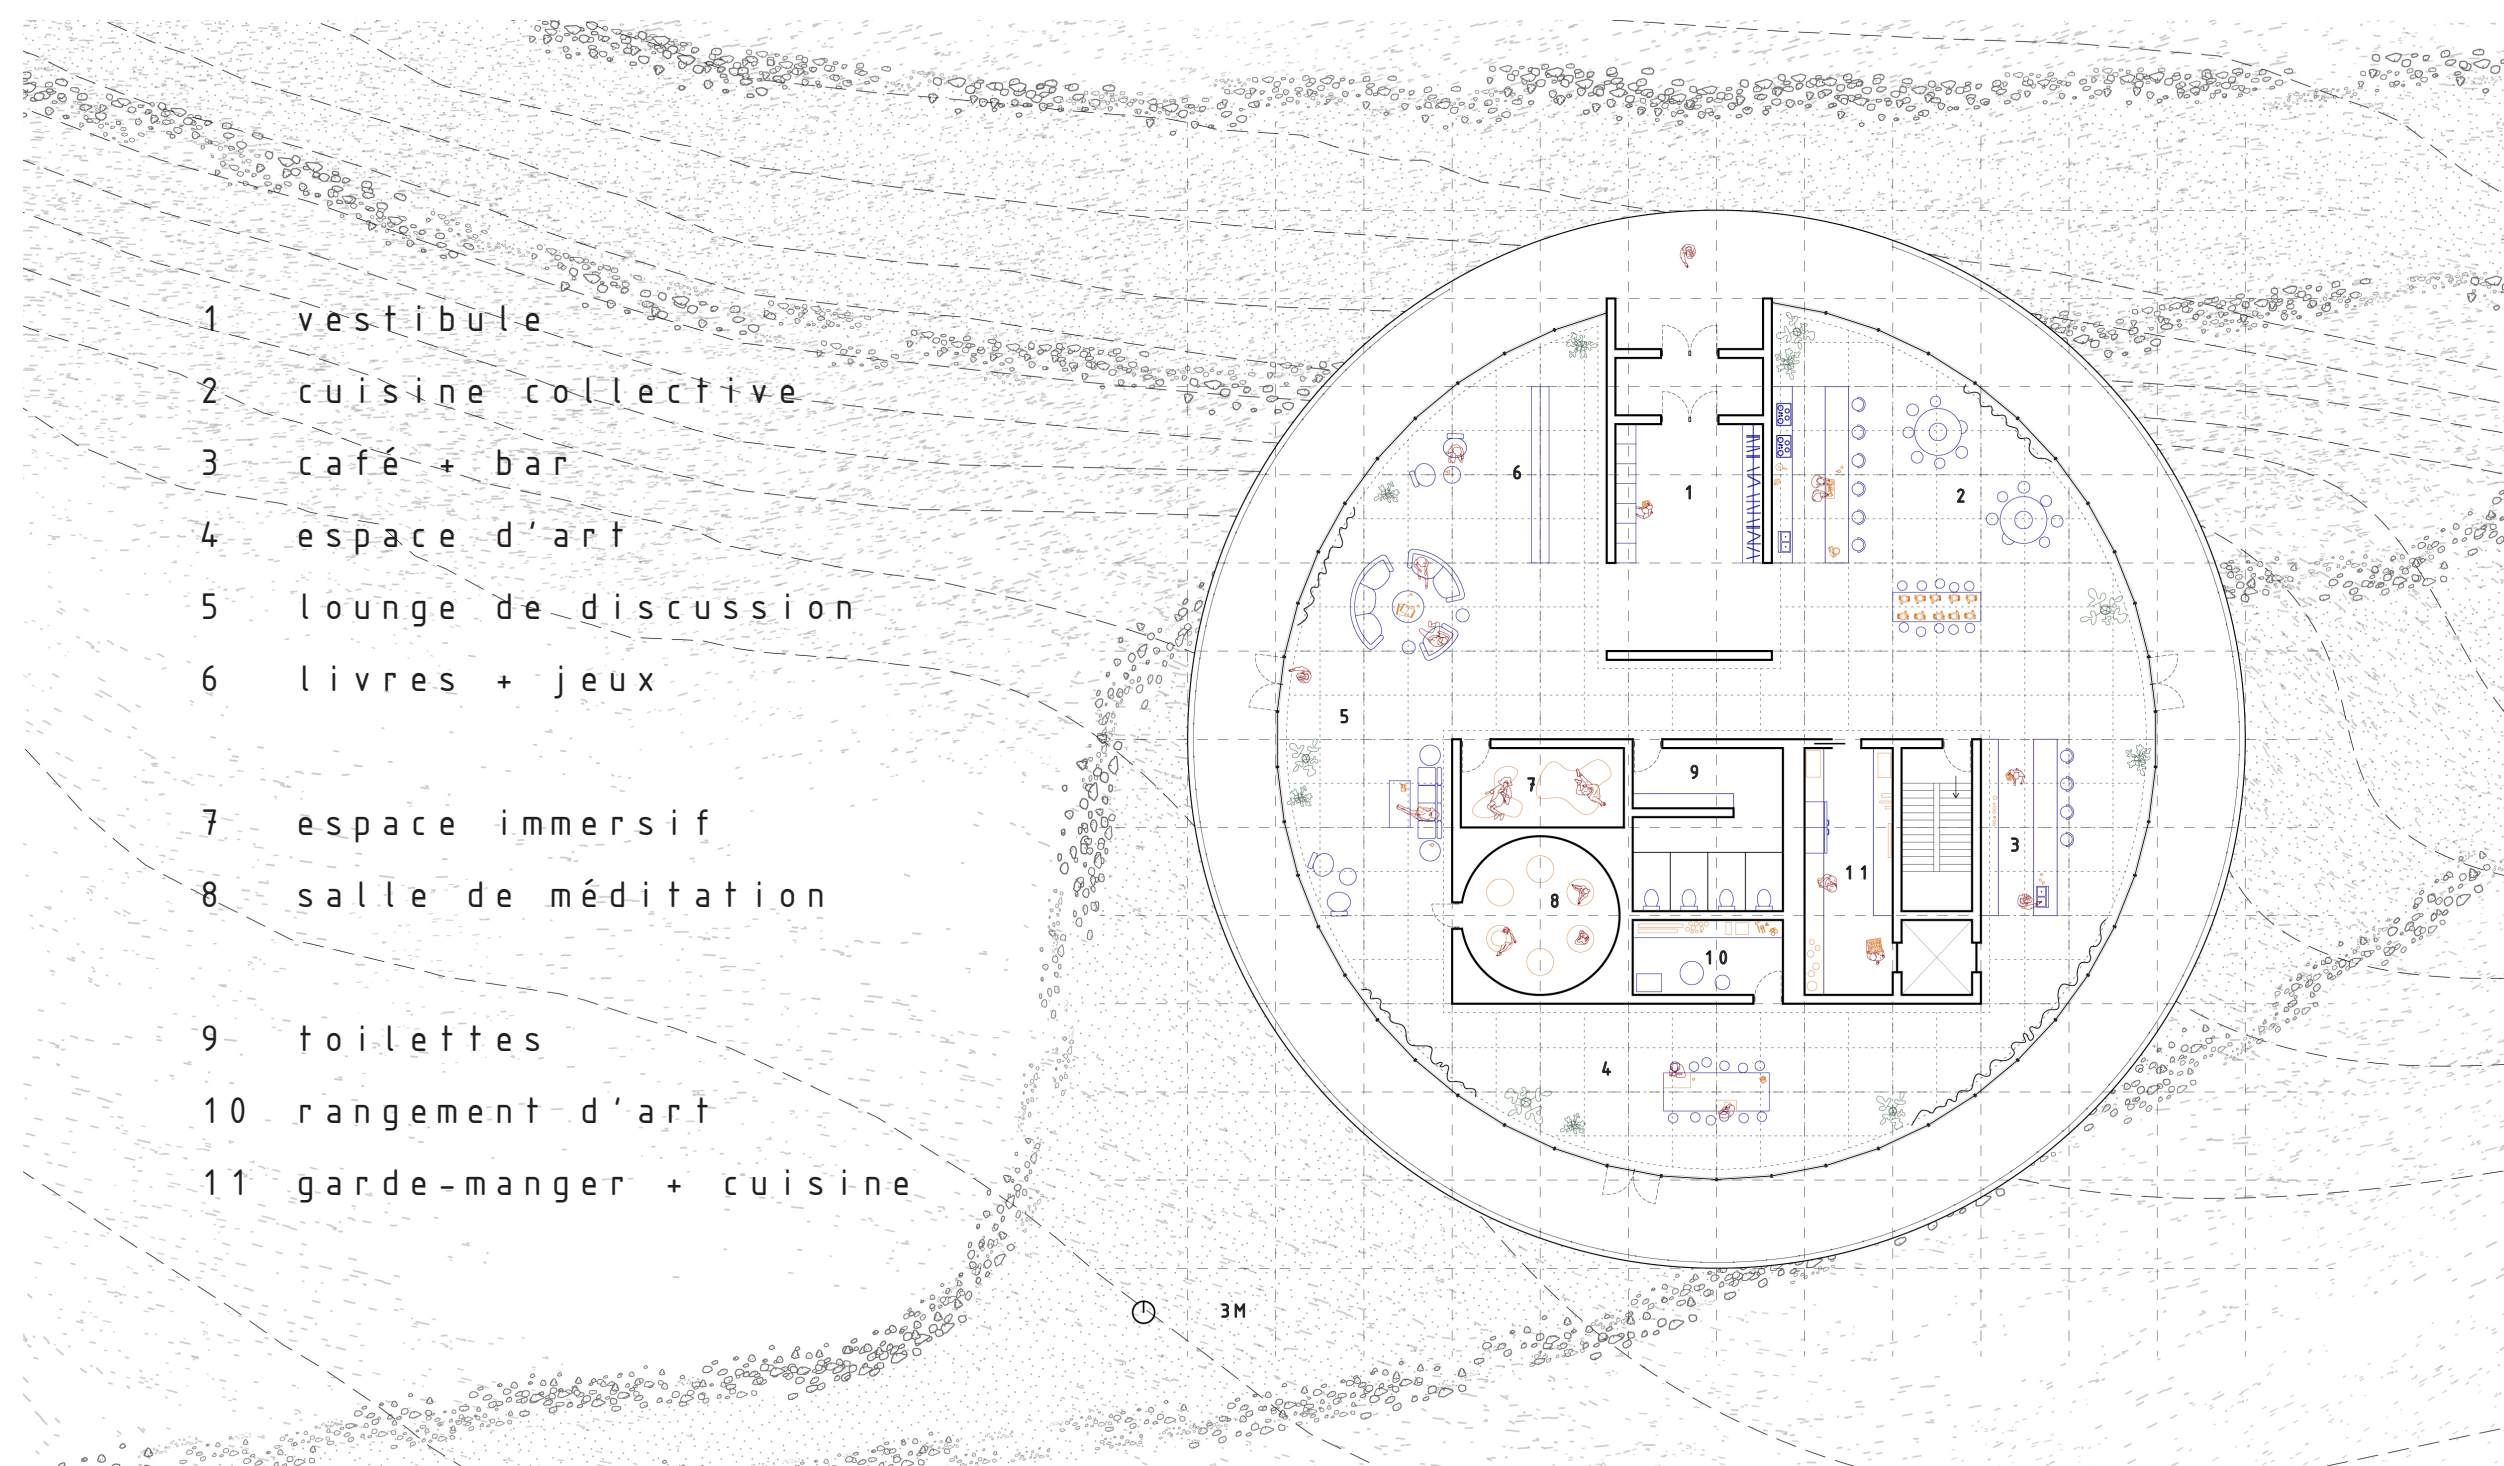 1 vestibule
2 cuisine collective
3 café + bar
4 espace d'art
5 lounge de discussion
6 livres + jeux
7 espace immersif
8 salle de méditation
9 toilettes
10 rangement d'art
11 garde-manger + cuisine
6
1
2
5
7
9
3
11
8
10
4
3M